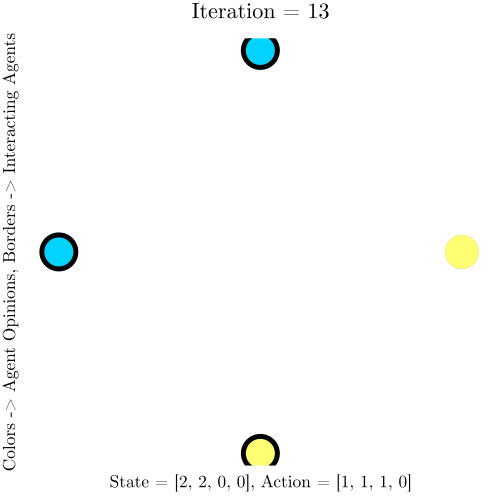 Iteration = 13
Colors -> Agent Opinions, Borders -> Interacting Agents
State = [2, 2, 0, 0], Action = [1, 1, 1, 0]